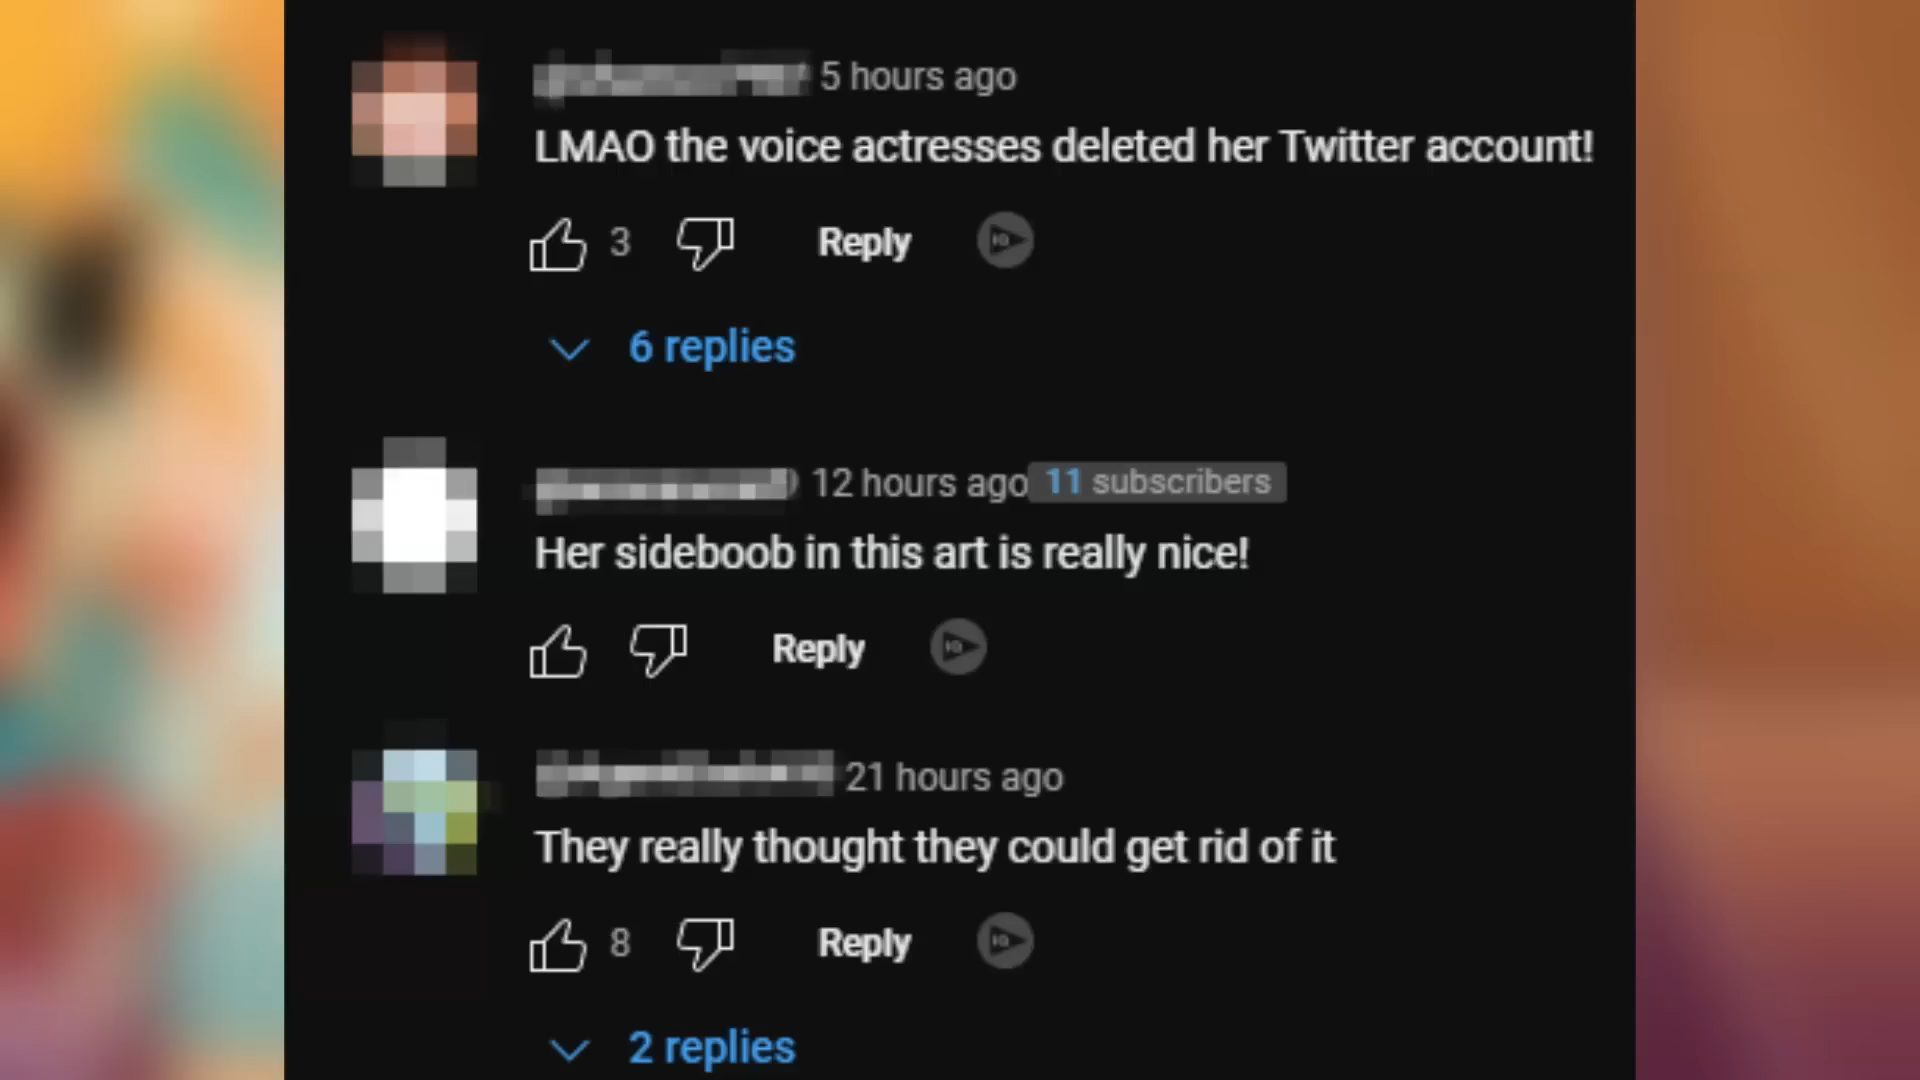 5 hours ago
LMAO the voice actresses deleted her Twitter account!
3 Reply
6 replies
12 hours ago 11 subscribers
Her sideboob in this art is really nice!
Reply
21 hours ago
They really thought they could get rid of it
8 Reply
2 replies